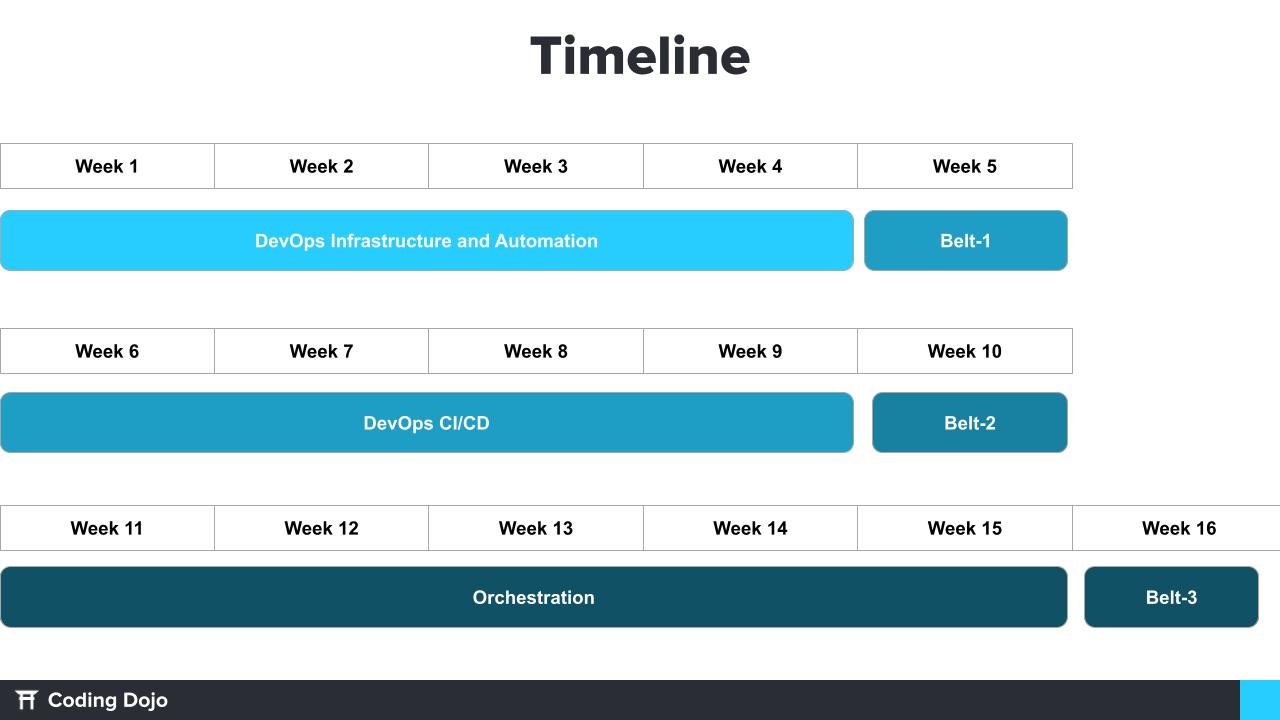 Timeline
Week 1 Week 2 Week 3 Week 4 Week 5
DevOps Infrastructure and Automation Belt-1
Week 6 Week 7 Week 8 Week 9 Week 10
DevOps CI/CD Belt-2
Week 11 Week 12 Week 13 Week 14 Week 15 Week 16
Orchestration Belt-3
Coding Dojo